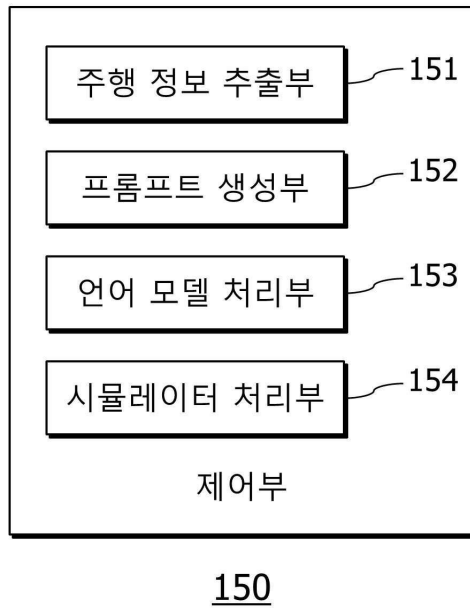 주행 정보 추출부 151
프롬프트 생성부 152
언어 모델 처리부 153
시뮬레이터 처리부 154
제어부
150